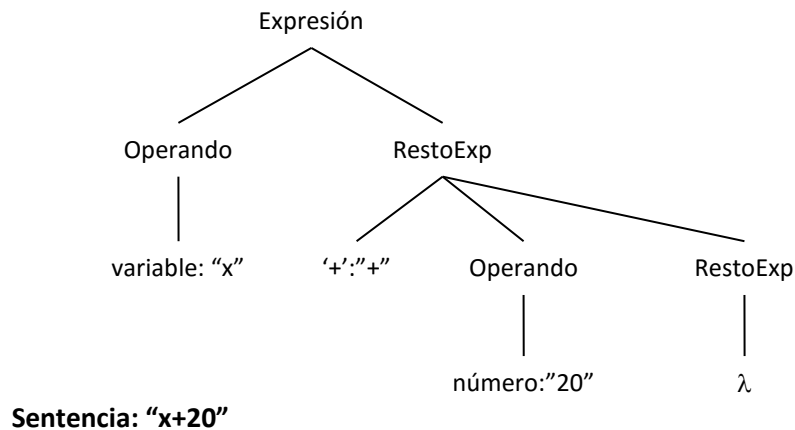 Expresión
Operando RestoExp
variable: “x” ‘+’:”+” Operando RestoExp
número:”20” λ
Sentencia: “x+20”